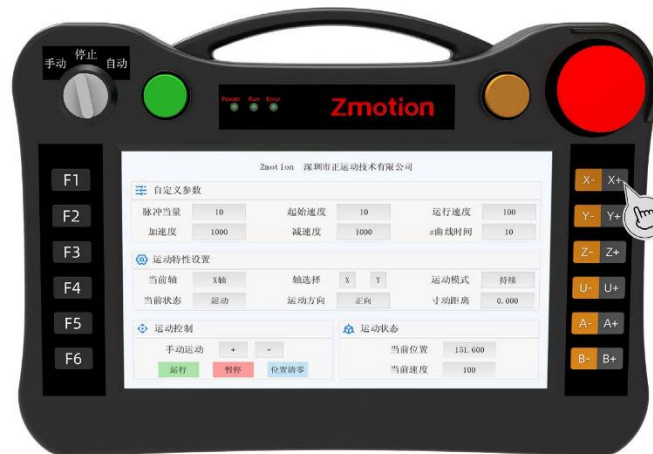 停止
手动 自动
Power Run Error
Zmotion
Zmotion 深圳市正运动技术有限公司
自定义参数
脉冲当量 10 起始速度 10 运行速度 100
加速度 1000 减速度 1000 s曲线时间 10
运动特性设置
当前轴 X轴 轴选择 X Y 运动模式 持续
当前状态 运动 运动方向 正向 寸动距离 0.000
运动控制
手动运动 + -
运行 暂停 位置清零
运动状态
当前位置 151.600
当前速度 100
F1
F2
F3
F4
F5
F6
X- X+
Y- Y+
Z- Z+
U- U+
A- A+
B- B+